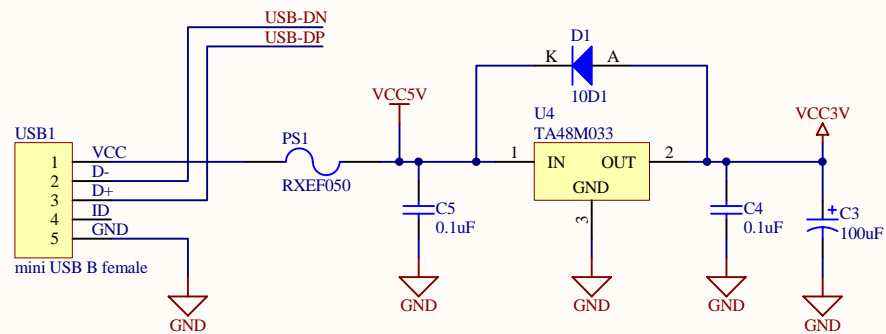 USB-DN
USB-DP
D1
K
A
10D1
VCC5V
VCC3V
U4
TA48M033
USB1
PS1
RXEF050
1
VCC
2
D-
3
D+
4
ID
5
GND
mini USB B female
GND
1
IN
OUT
2
GND
3
GND
C5
0.1uF
GND
C4
0.1uF
GND
+
C3
100uF
GND